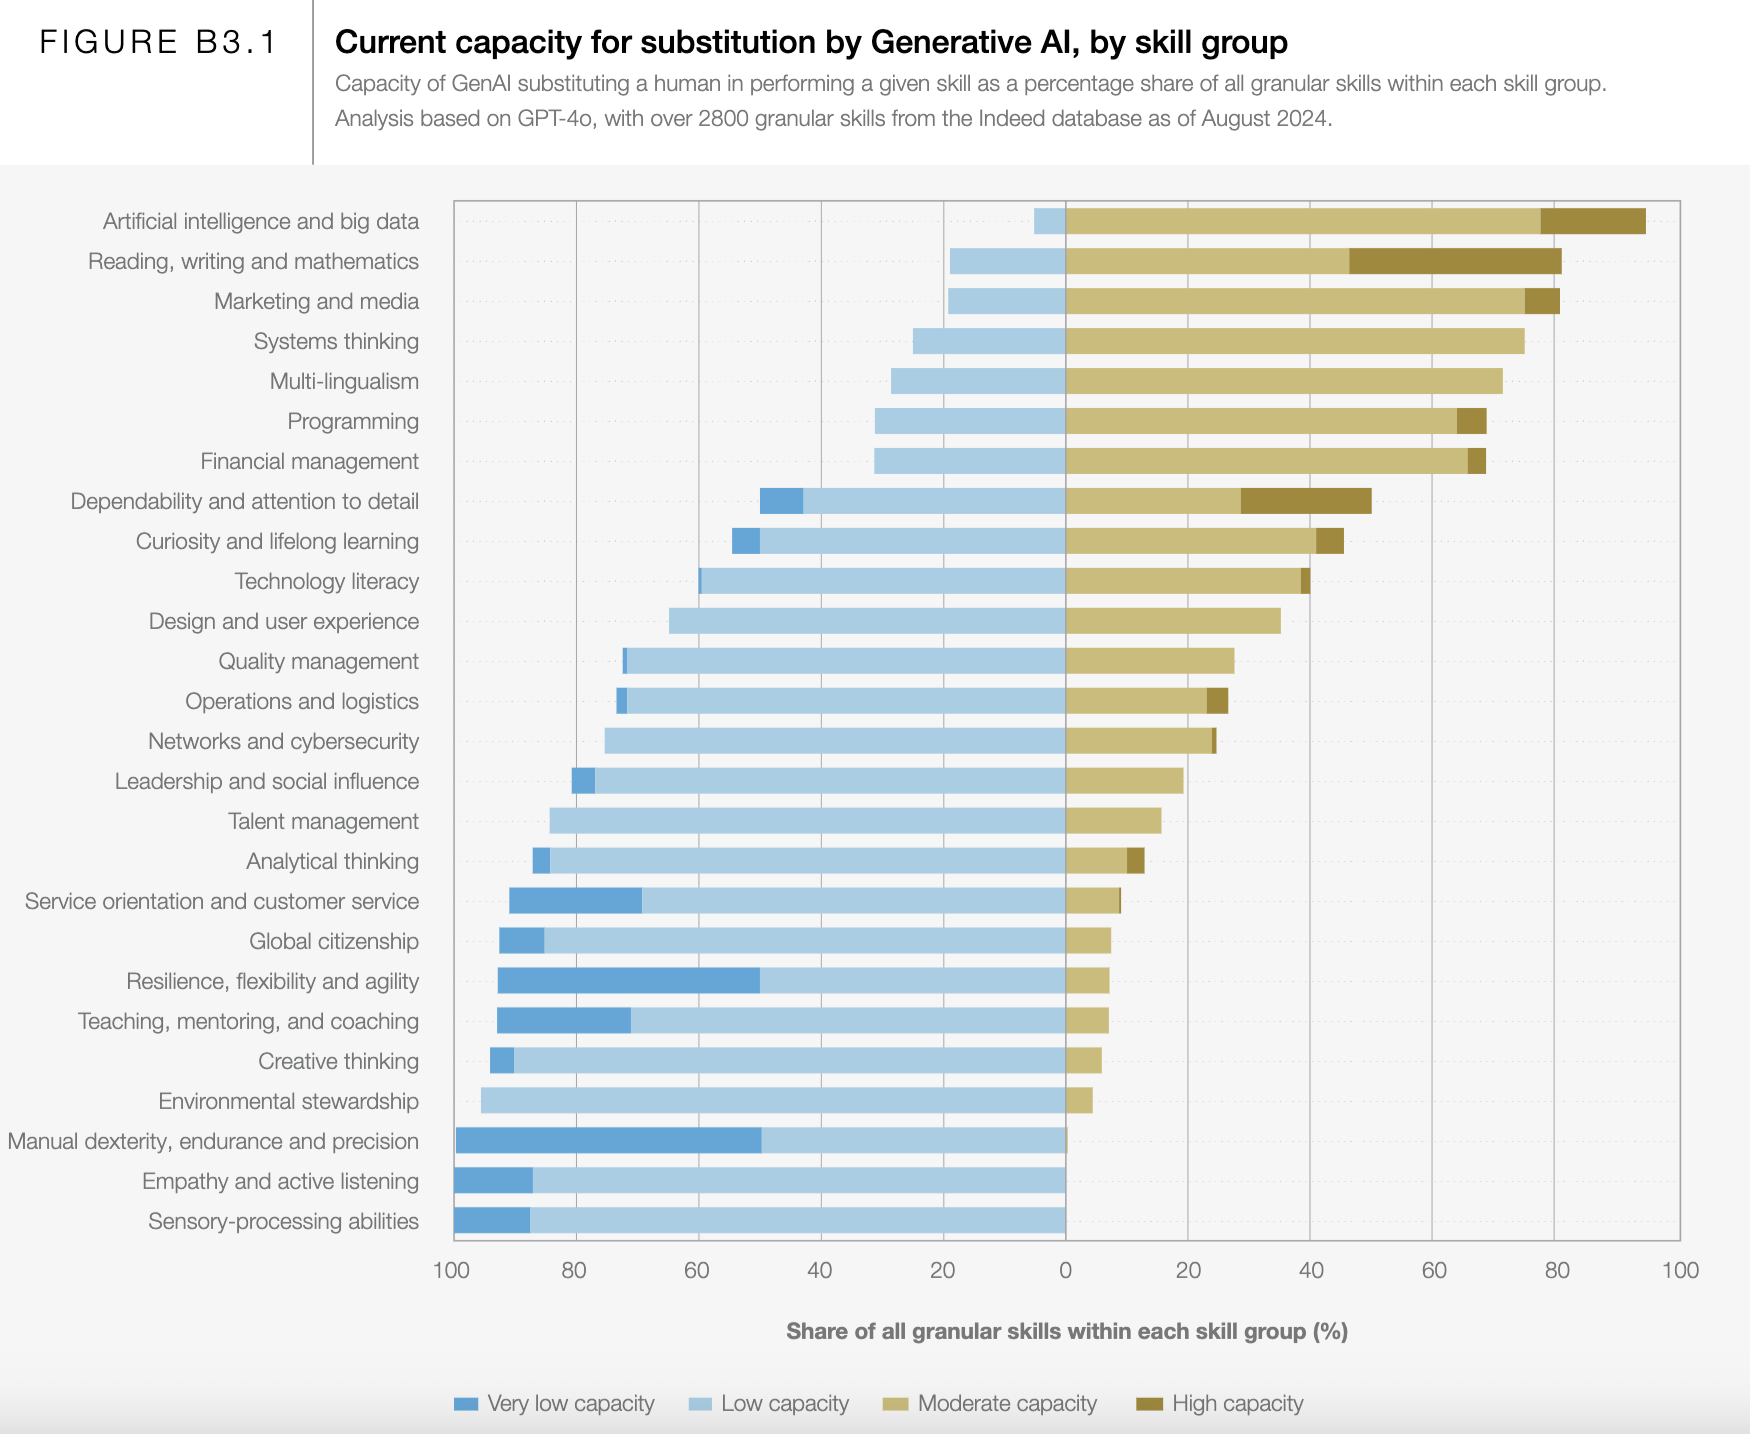 FIGURE B3.1
Current capacity for substitution by Generative AI, by skill group
Capacity of GenAI substituting a human in performing a given skill as a percentage share of all granular skills within each skill group.
Analysis based on GPT-4o, with over 2800 granular skills from the Indeed database as of August 2024.
Artificial intelligence and big data
Reading, writing and mathematics
Marketing and media
Systems thinking
Multi-lingualism
Programming
Financial management
Dependability and attention to detail
Curiosity and lifelong learning
Technology literacy
Design and user experience
Quality management
Operations and logistics
Networks and cybersecurity
Leadership and social influence
Talent management
Analytical thinking
Service orientation and customer service
Global citizenship
Resilience, flexibility and agility
Teaching, mentoring, and coaching
Creative thinking
Environmental stewardship
Manual dexterity, endurance and precision
Empathy and active listening
Sensory-processing abilities
100 80 60 40 20 0 20 40 60 80 100
Share of all granular skills within each skill group (%)
Very low capacity Low capacity Moderate capacity High capacity